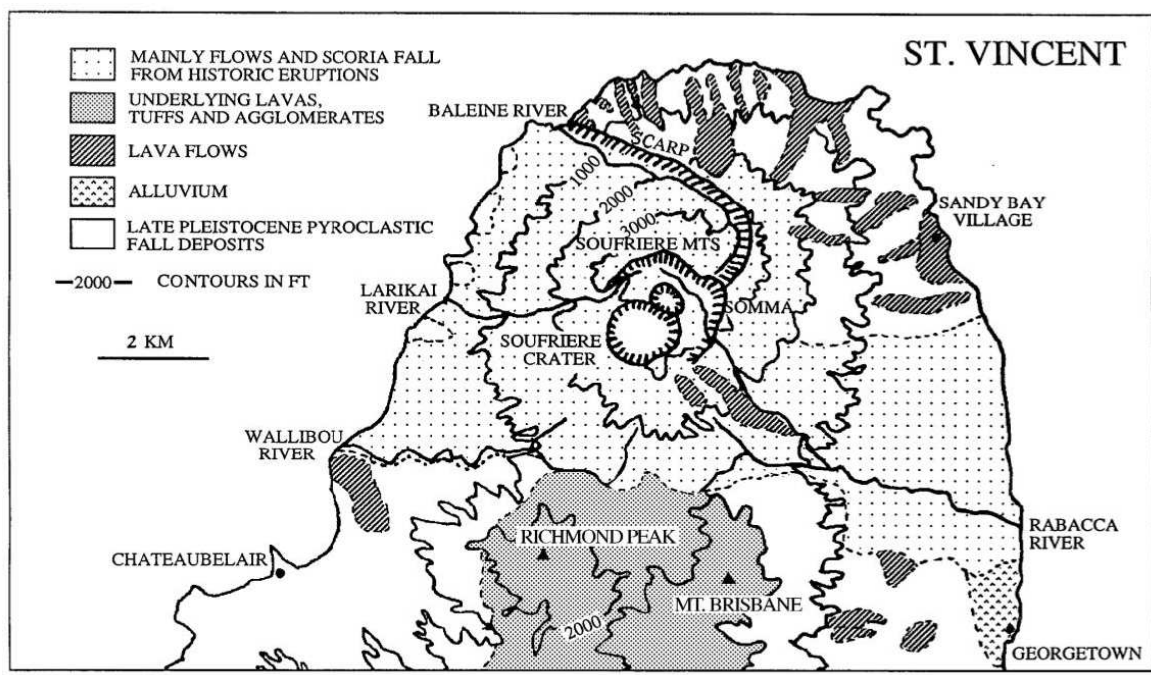 ST. VINCENT
MAINLY FLOWS AND SCORIA FALL
FROM HISTORIC ERUPTIONS
UNDERLYING LAVAS,
TUFFS AND AGGLOMERATES
LAVA FLOWS
ALLUVIUM
LATE PLEISTOCENE PYROCLASTIC
FALL DEPOSITS
2000
CONTOURS IN FT
2 KM
BALEINE RIVER
SCARP
1000
2000
3000
SOUFRIERE MTS
SANDY BAY
VILLAGE
LARIKAI
RIVER
SOMMA
SOUFRIERE
CRATER
WALLIBOU
RIVER
RICHMOND PEAK
RABACCA
RIVER
CHATEAUBELAIR
MT. BRISBANE
2000
GEORGETOWN